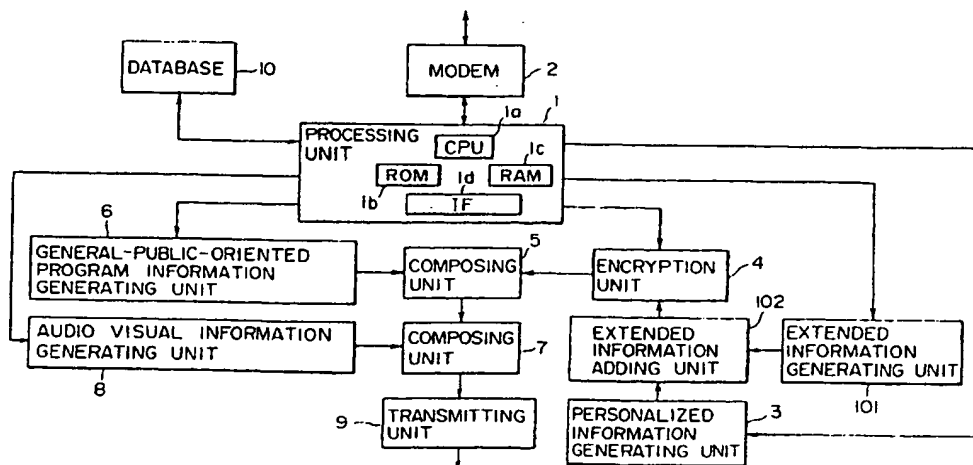 DATABASE
10
MODEM
2
1
PROCESSING
UNIT
1a
CPU
1c
ROM
1d
RAM
1b
IF
6
GENERAL-PUBLIC-ORIENTED
PROGRAM INFORMATION
GENERATING UNIT
5
COMPOSING
UNIT
ENCRYPTION
UNIT
4
102
AUDIO VISUAL INFORMATION
GENERATING UNIT
8
COMPOSING
UNIT
7
EXTENDED
INFORMATION
ADDING UNIT
EXTENDED
INFORMATION
GENERATING UNIT
101
9
TRANSMITTING
UNIT
PERSONALIZED
INFORMATION
GENERATING UNIT
3